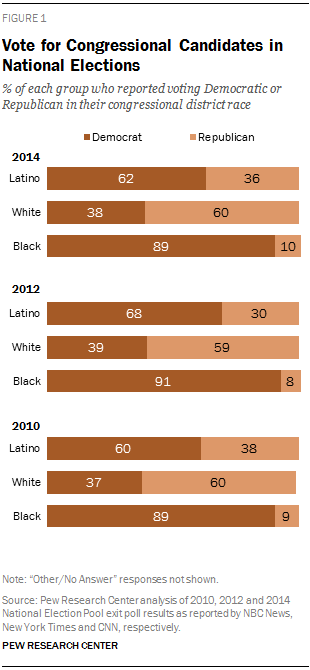 FIGURE 1
Vote for Congressional Candidates in
National Elections
% of each group who reported voting Democratic or
Republican in their congressional district race
Democrat Republican
2014
Latino 62 36
White 38 60
Black 89 10
2012
Latino 68 30
White 39 59
Black 91 8
2010
Latino 60 38
White 37 60
Black 89 9
Note: “Other/No Answer” responses not shown.
Source: Pew Research Center analysis of 2010, 2012 and 2014
National Election Pool exit poll results as reported by NBC News,
New York Times and CNN, respectively.
PEW RESEARCH CENTER